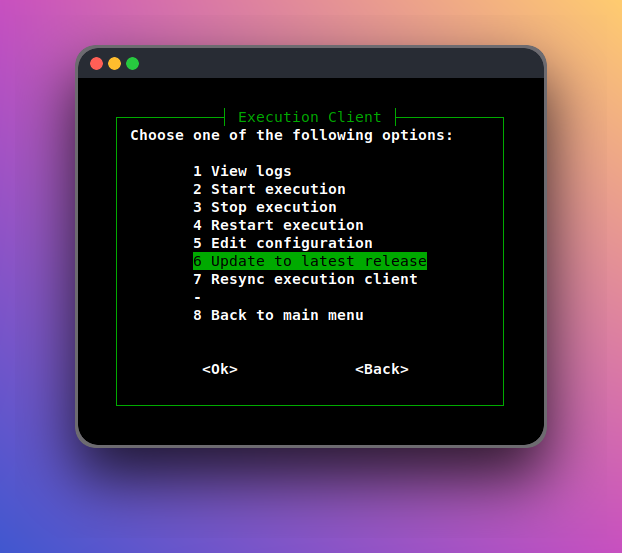 Execution Client
Choose one of the following options:
1 View logs
2 Start execution
3 Stop execution
4 Restart execution
5 Edit configuration
6 Update to latest release
7 Resync execution client
-
8 Back to main menu
<Ok> <Back>